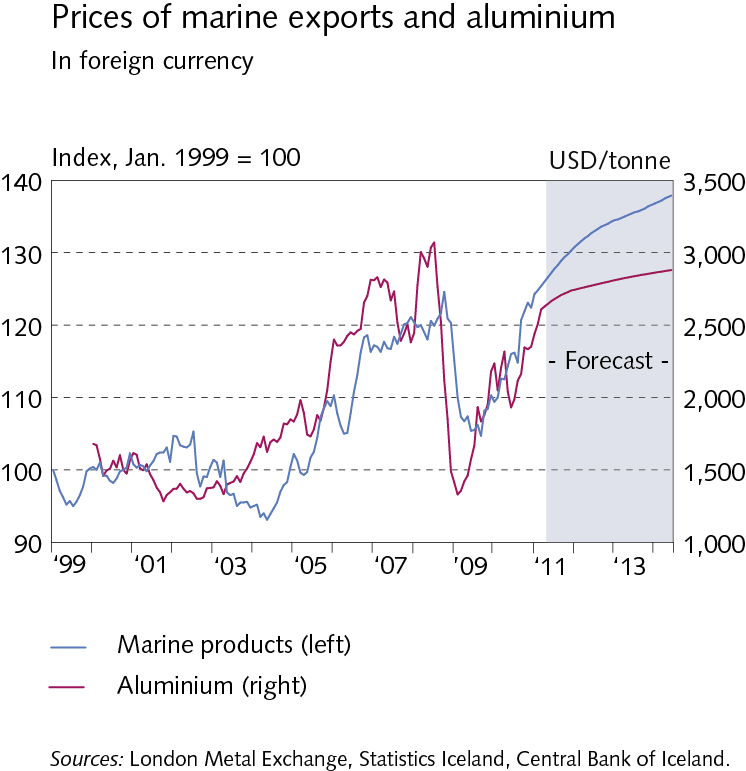 Prices of marine exports and aluminium
In foreign currency
Index, Jan. 1999 = 100
USD/tonne
140
3,500
130
3,000
120
2,500
- Forecast -
110
2,000
100
1,500
90
1,000
‘99 ‘01 ‘03 ‘05 ‘07 ’09 ‘11 ‘13
Marine products (left)
Aluminium (right)
Sources: London Metal Exchange, Statistics Iceland, Central Bank of Iceland.